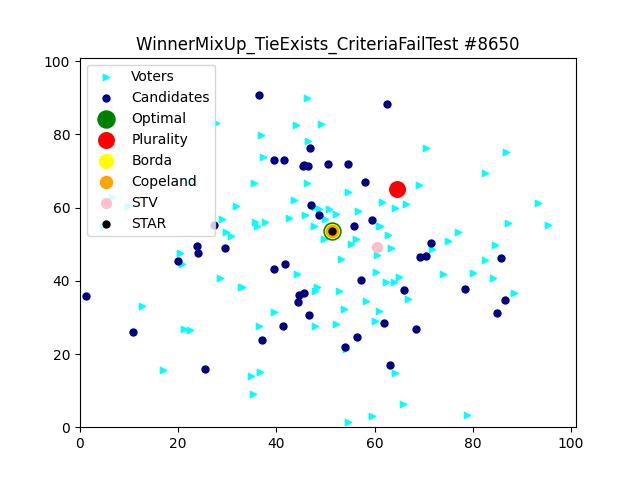 WinnerMixUp_TieExists_CriteriaFailTest #8650
100
80
60
40
20
0
Voters
Candidates
Optimal
Plurality
Borda
Copeland
STV
STAR
0 20 40 60 80 100